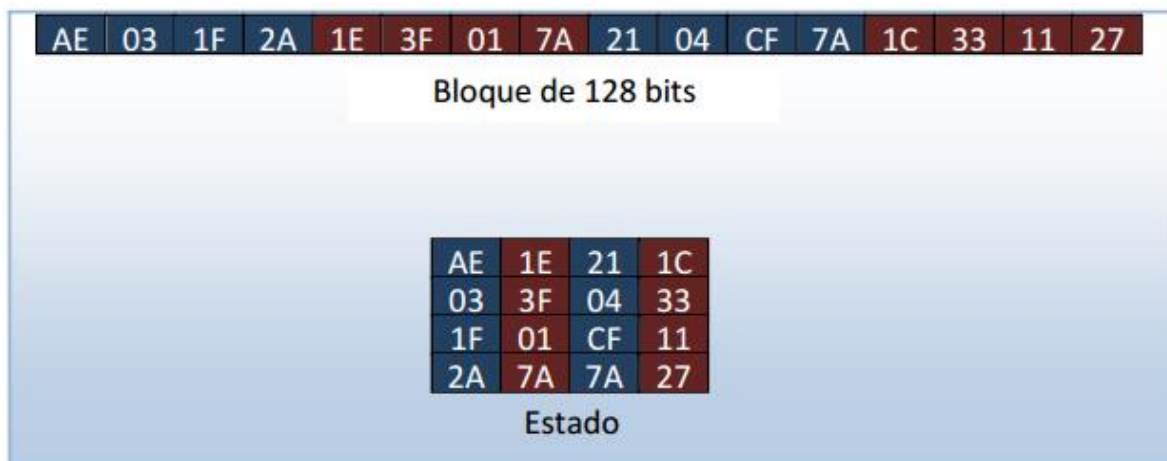 AE 03 1F 2A 1E 3F 01 7A 21 04 CF 7A 1C 33 11 27
Bloque de 128 bits
AE 1E 21 1C
03 3F 04 33
1F 01 CF 11
2A 7A 7A 27
Estado